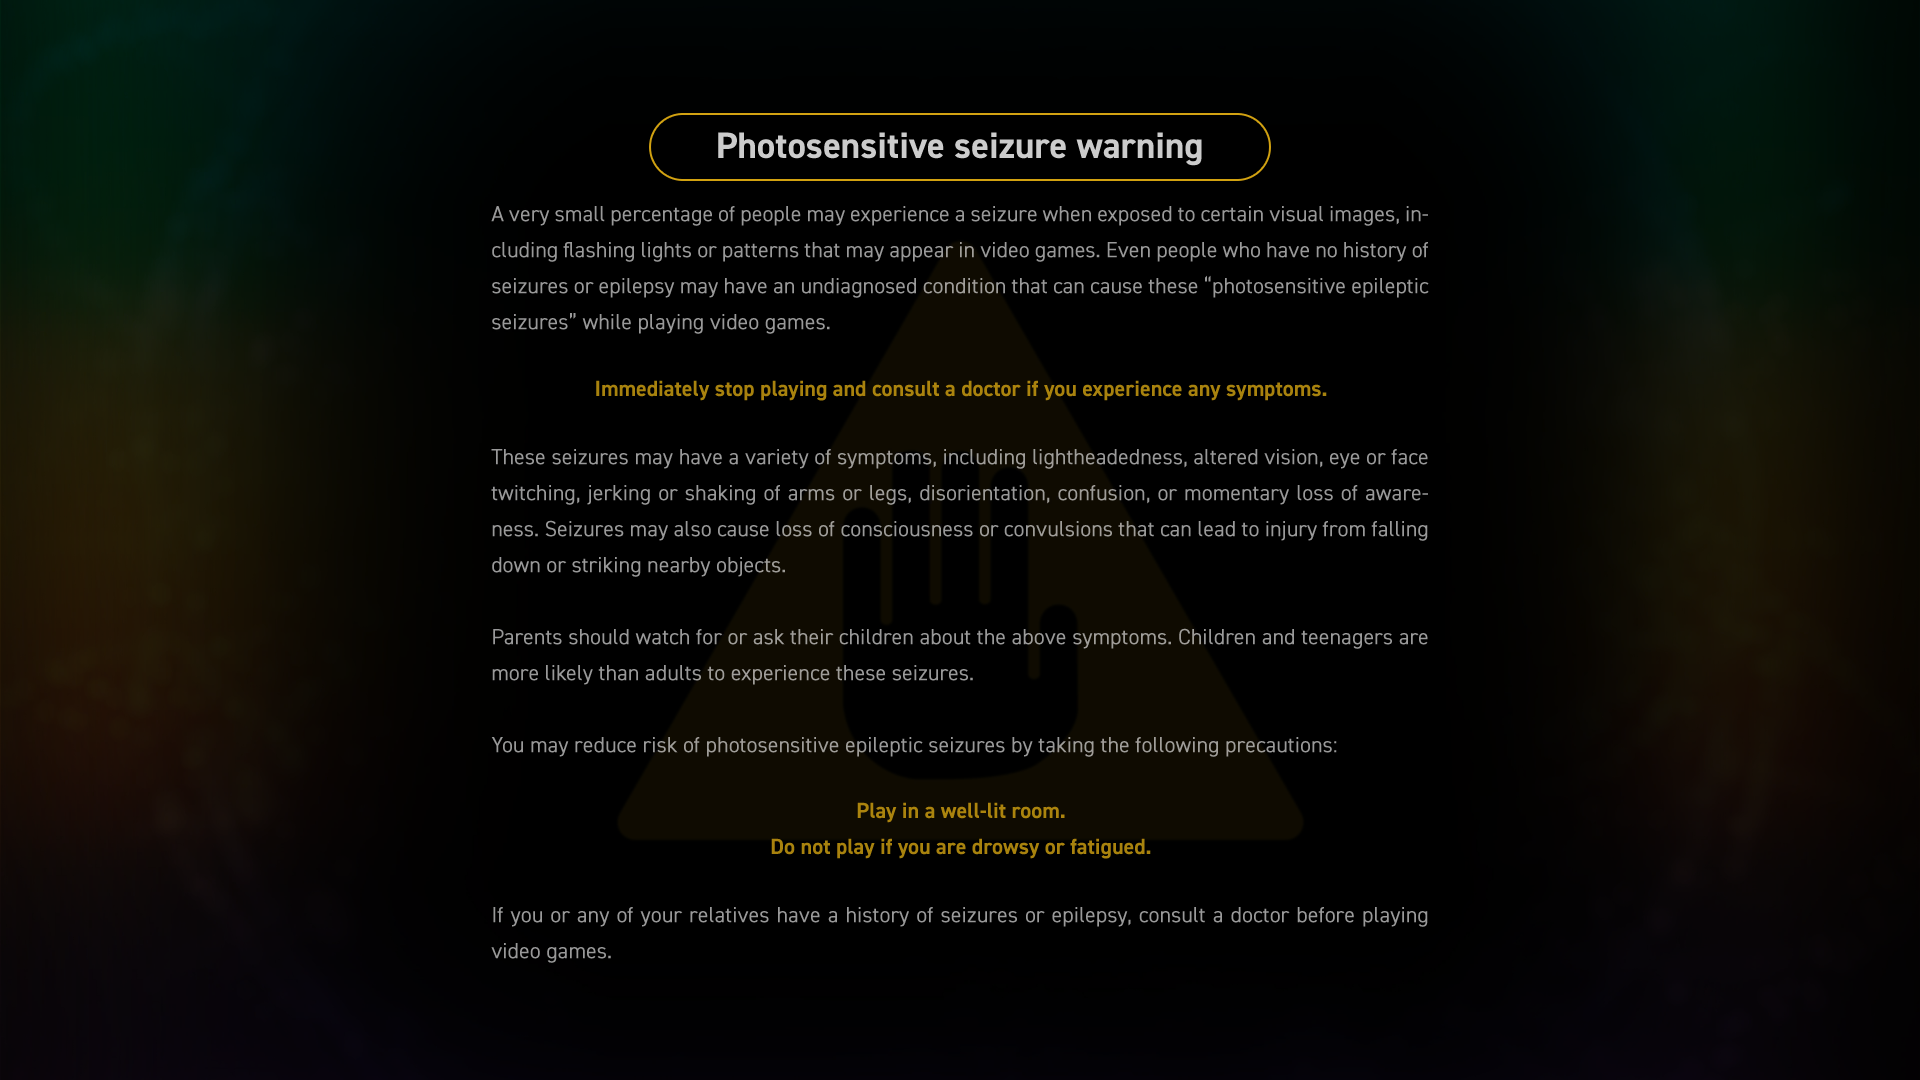 Photosensitive seizure warning
A very small percentage of people may experience a seizure when exposed to certain visual images, in-
cluding flashing lights or patterns that may appear in video games. Even people who have no history of
seizures or epilepsy may have an undiagnosed condition that can cause these “photosensitive epileptic
seizures” while playing video games.
Immediately stop playing and consult a doctor if you experience any symptoms.
These seizures may have a variety of symptoms, including lightheadedness, altered vision, eye or face
twitching, jerking or shaking of arms or legs, disorientation, confusion, or momentary loss of aware-
ness. Seizures may also cause loss of consciousness or convulsions that can lead to injury from falling
down or striking nearby objects.
Parents should watch for or ask their children about the above symptoms. Children and teenagers are
more likely than adults to experience these seizures.
You may reduce risk of photosensitive epileptic seizures by taking the following precautions:
Play in a well-lit room.
Do not play if you are drowsy or fatigued.
If you or any of your relatives have a history of seizures or epilepsy, consult a doctor before playing
video games.